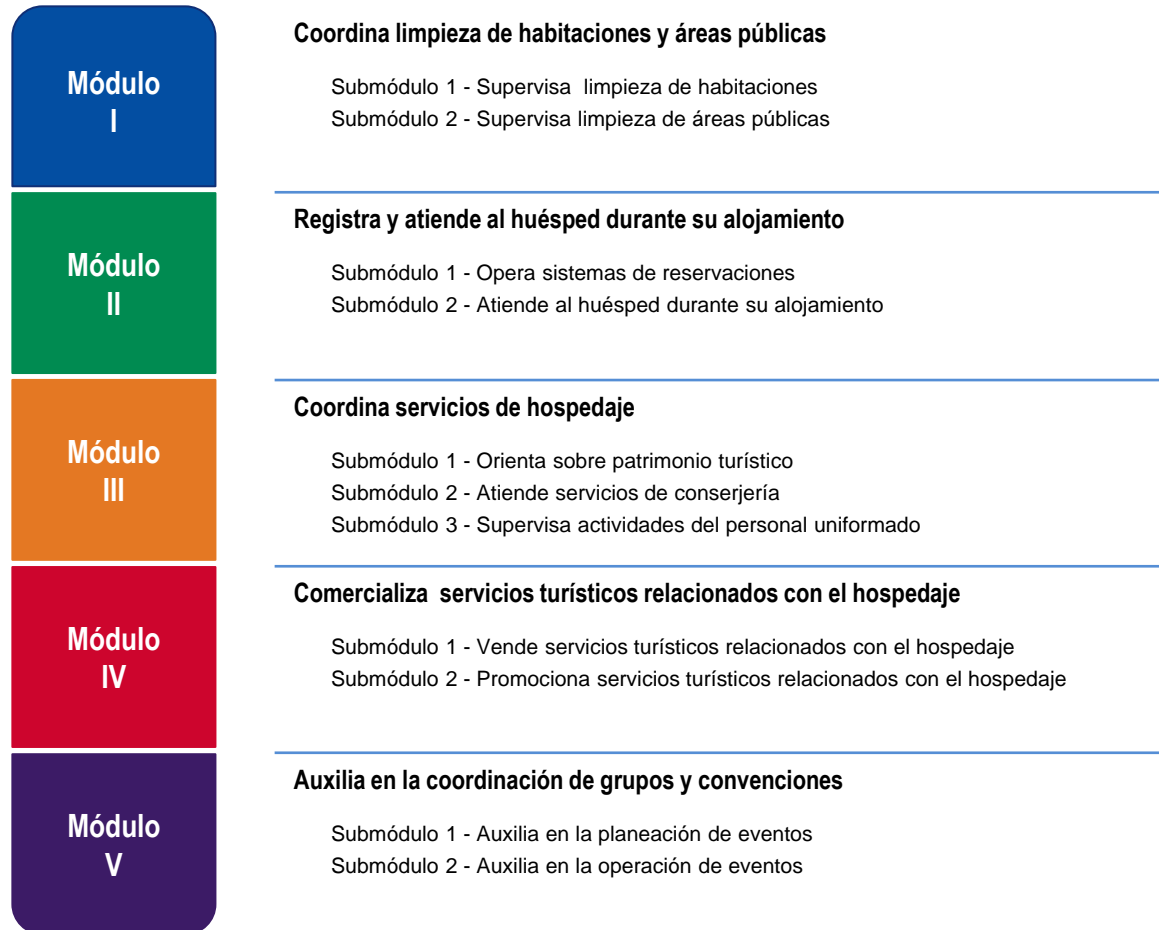 Módulo
I
Coordina limpieza de habitaciones y áreas públicas
Submódulo 1 - Supervisa  limpieza de habitaciones
Submódulo 2 - Supervisa limpieza de áreas públicas
Módulo
II
Registra y atiende al huésped durante su alojamiento
Submódulo 1 - Opera sistemas de reservaciones
Submódulo 2 - Atiende al huésped durante su alojamiento
Módulo
III
Coordina servicios de hospedaje
Submódulo 1 - Orienta sobre patrimonio turístico
Submódulo 2 - Atiende servicios de conserjería
Submódulo 3 - Supervisa actividades del personal uniformado
Módulo
IV
Comercializa  servicios turísticos relacionados con el hospedaje
Submódulo 1 - Vende servicios turísticos relacionados con el hospedaje
Submódulo 2 - Promociona servicios turísticos relacionados con el hospedaje
Módulo
V
Auxilia en la coordinación de grupos y convenciones
Submódulo 1 - Auxilia en la planeación de eventos
Submódulo 2 - Auxilia en la operación de eventos